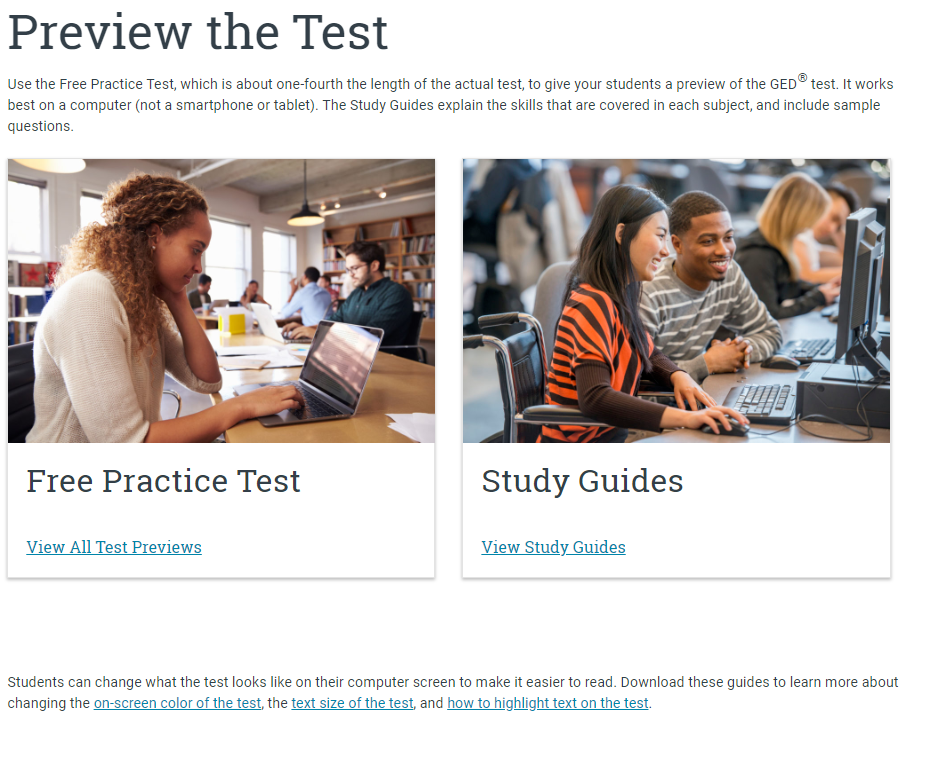 Preview the Test
Use the Free Practice Test, which is about one-fourth the length of the actual test, to give your students a preview of the GED® test. It works
best on a computer (not a smartphone or tablet). The Study Guides explain the skills that are covered in each subject, and include sample
questions.
Free Practice Test
View All Test Previews
Study Guides
View Study Guides
Students can change what the test looks like on their computer screen to make it easier to read. Download these guides to learn more about
changing the on-screen color of the test, the text size of the test, and how to highlight text on the test.